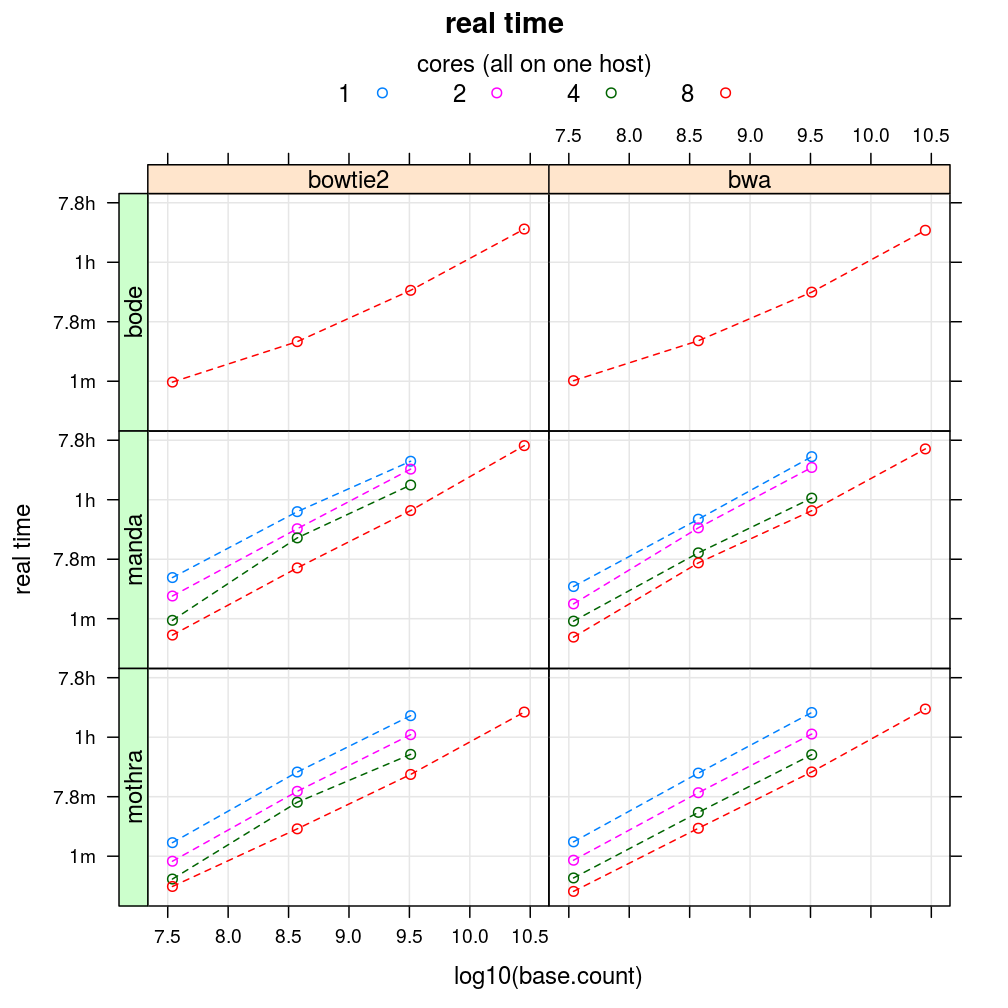 real time
cores (all on one host)
1 2 4 8
7.5 8.0 8.5 9.0 9.5 10.0 10.5
bowtie2 bwa
bode
7.8h
1h
7.8m
1m
manda
7.8h
1h
7.8m
1m
mothra
7.8h
1h
7.8m
1m
real time
7.5 8.0 8.5 9.0 9.5 10.0 10.5
log10(base.count)